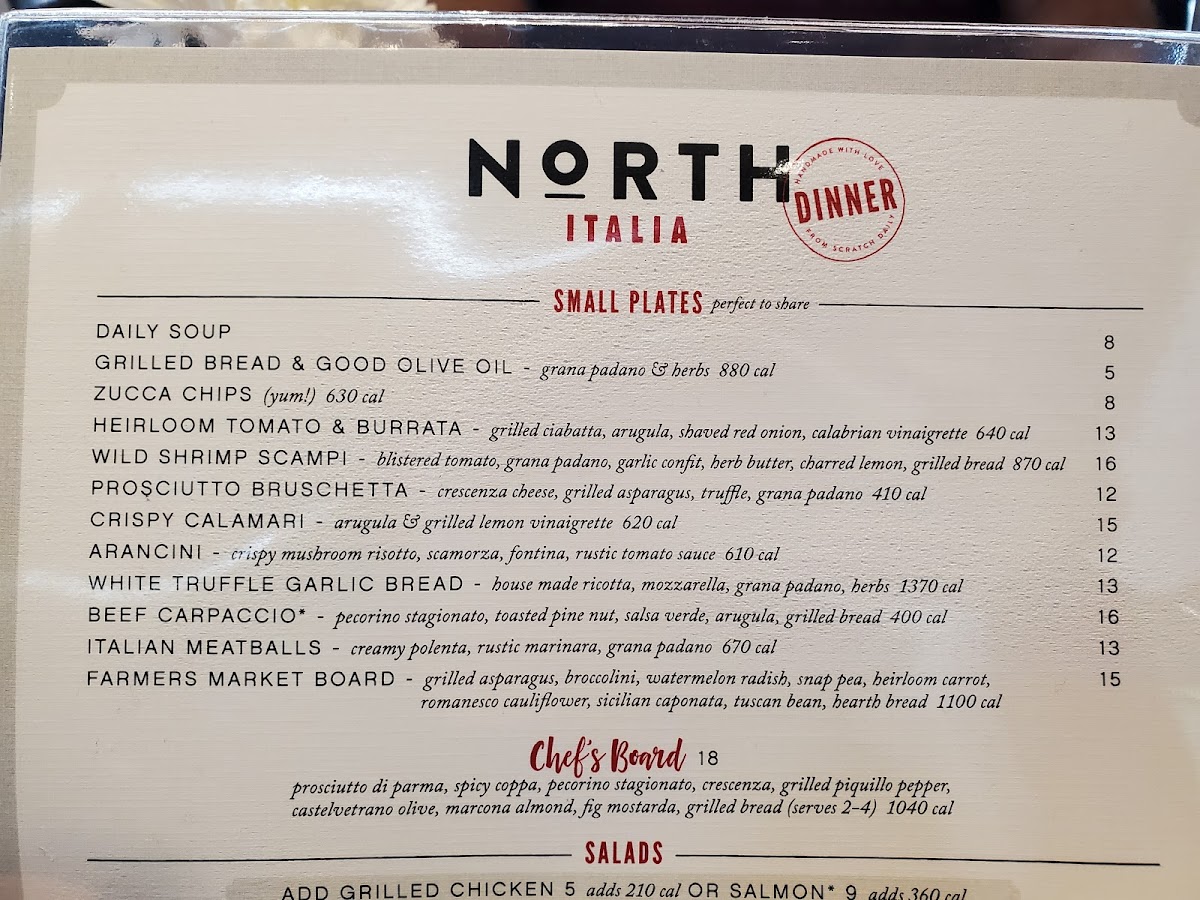 NORTH
ITALIA
HANDMADE WITH LOVE
DINNER
FROM SCRATCH DAILY
SMALL PLATES perfect to share
DAILY SOUP 8
GRILLED BREAD & GOOD OLIVE OIL - grana padano & herbs 880 cal 5
ZUCCA CHIPS (yum!) 630 cal 8
HEIRLOOM TOMATO & BURRATA - grilled ciabatta, arugula, shaved red onion, calabrian vinaigrette 640 cal 13
WILD SHRIMP SCAMPI - blistered tomato, grana padano, garlic confit, herb butter, charred lemon, grilled bread 870 cal 16
PROSCIUTTO BRUSCHETTA - crescenza cheese, grilled asparagus, truffle, grana padano 410 cal 12
CRISPY CALAMARI - arugula & grilled lemon vinaigrette 620 cal 15
ARANCINI - crispy mushroom risotto, scamorza, fontina, rustic tomato sauce 610 cal 12
WHITE TRUFFLE GARLIC BREAD - house made ricotta, mozzarella, grana padano, herbs 1370 cal 13
BEEF CARPACCIO* - pecorino stagionato, toasted pine nut, salsa verde, arugula, grilled bread 400 cal 16
ITALIAN MEATBALLS - creamy polenta, rustic marinara, grana padano 670 cal 13
FARMERS MARKET BOARD - grilled asparagus, broccolini, watermelon radish, snap pea, heirloom carrot, 15
romanesco cauliflower, sicilian caponata, tuscan bean, hearth bread 1100 cal
Chef's Board 18
prosciutto di parma, spicy coppa, pecorino stagionato, crescenza, grilled piquillo pepper,
castelvetrano olive, marcona almond, fig mostarda, grilled bread (serves 2–4) 1040 cal
SALADS
ADD GRILLED CHICKEN 5 adds 210 cal OR SALMON* 9 adds 360 cal